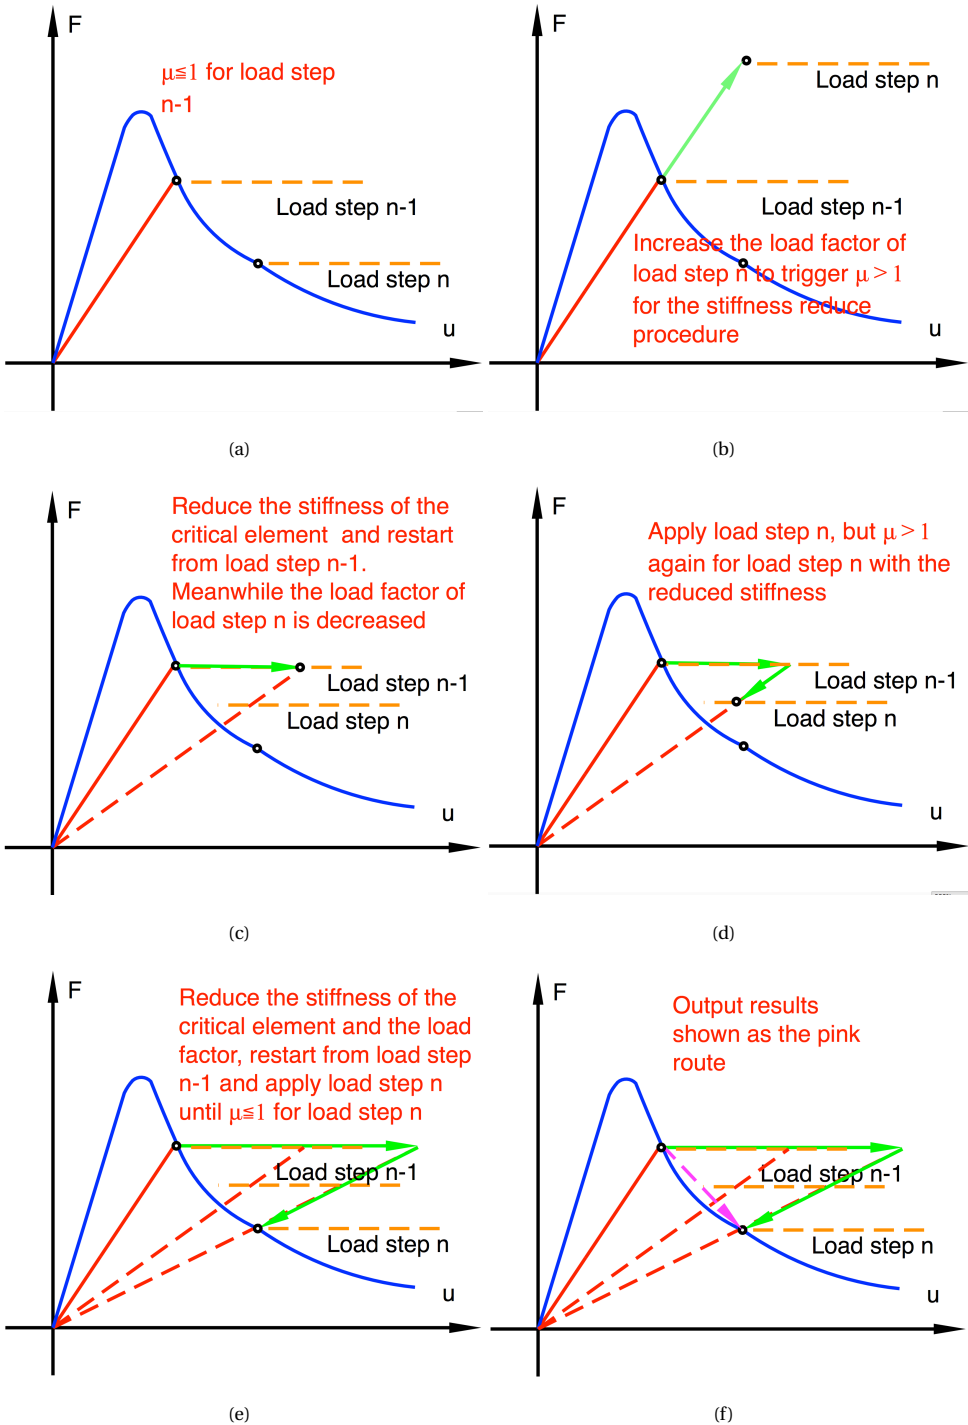 F
μ≦1 for load step
n-1
Load step n-1
Load step n
u
(a)
F
Load step n
Load step n-1
Increase the load factor of
load step n to trigger μ > 1
for the stiffness reduce
procedure
u
(b)
F
Reduce the stiffness of the
critical element and restart
from load step n-1.
Meanwhile the load factor of
load step n is decreased
Load step n-1
Load step n
u
(c)
F
Apply load step n, but μ > 1
again for load step n with the
reduced stiffness
Load step n-1
Load step n
u
(d)
F
Reduce the stiffness of the
critical element and the load
factor, restart from load step
n-1 and apply load step n
until μ≦1 for load step n
Load step n-1
Load step n
u
(e)
F
Output results
shown as the pink
route
Load step n-1
Load step n
u
(f)